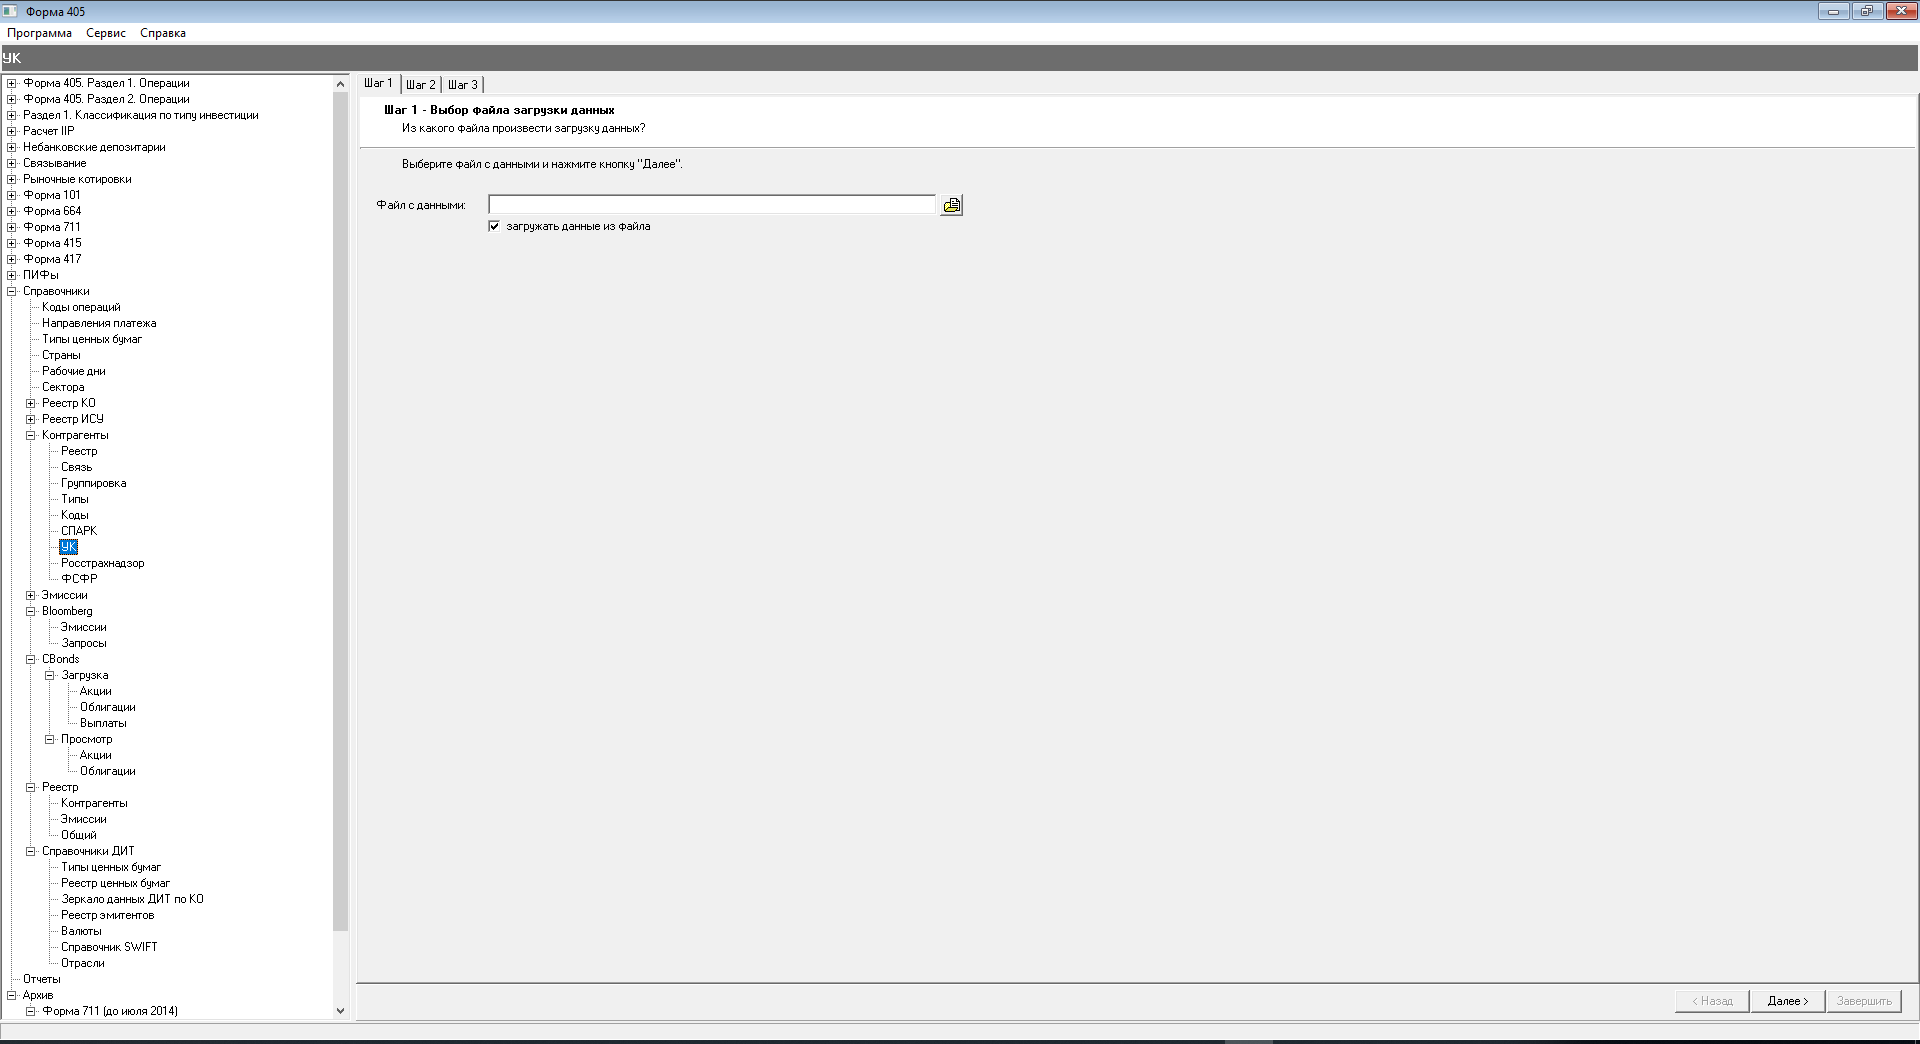 Форма 405
Программа Сервис Справка
УК
Форма 405. Раздел 1. Операции
Форма 405. Раздел 2. Операции
Раздел 1. Классификация по типу инвестиции
Расчет IIP
Небанковские депозитарии
Связывание
Рыночные котировки
Форма 101
Форма 664
Форма 711
Форма 415
Форма 417
ПИФы
Справочники
Коды операций
Направления платежа
Типы ценных бумаг
Страны
Рабочие дни
Сектора
Реестр КО
Реестр ИСУ
Контрагенты
Реестр
Связь
Группировка
Типы
Коды
СПАРК
УК
Росстрахнадзор
ФСФР
Эмиссии
Bloomberg
Эмиссии
Запросы
CBonds
Загрузка
Акции
Облигации
Выплаты
Просмотр
Акции
Облигации
Реестр
Контрагенты
Эмиссии
Общий
Справочники ДИТ
Типы ценных бумаг
Реестр ценных бумаг
Зеркало данных ДИТ по КО
Реестр эмитентов
Валюты
Справочник SWIFT
Отрасли
Отчеты
Архив
Форма 711 (до июля 2014)
Шаг 1 Шаг 2 Шаг 3
Шаг 1 - Выбор файла загрузки данных
Из какого файла произвести загрузку данных?
Выберите файл с данными и нажмите кнопку "Далее".
Файл с данными:
загружать данные из файла
< Назад Далее > Завершить